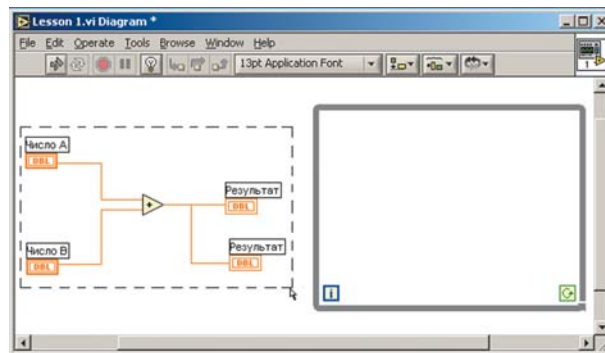 Lesson 1.vi Diagram *
File Edit Operate Tools Browse Window Help
13pt Application Font
1
Число A
DBL
Результат
DBL
Число B
DBL
Результат
DBL
i